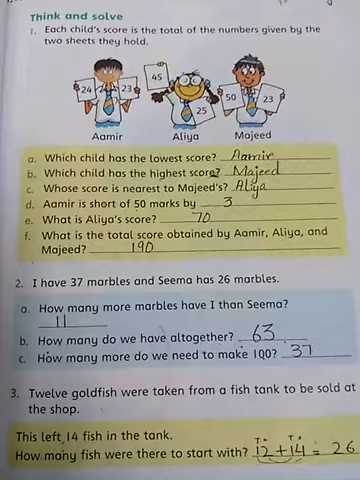 Think and solve
1. Each child's score is the total of the numbers given by the
two sheets they hold.
24 23 45 25 50 23
Aamir Aliya Majeed
a. Which child has the lowest score? Aamir
b. Which child has the highest score? Majeed
c. Whose score is nearest to Majeed's? Aliya
d. Aamir is short of 50 marks by 3
e. What is Aliya's score? 70
f. What is the total score obtained by Aamir, Aliya, and
Majeed? 190
2. I have 37 marbles and Seema has 26 marbles.
a. How many more marbles have I than Seema?
11
b. How many do we have altogether? 63
c. How many more do we need to make 100? 37
3. Twelve goldfish were taken from a fish tank to be sold at
the shop.
This left 14 fish in the tank.
T o T o
How many fish were there to start with? 12 + 14 = 26